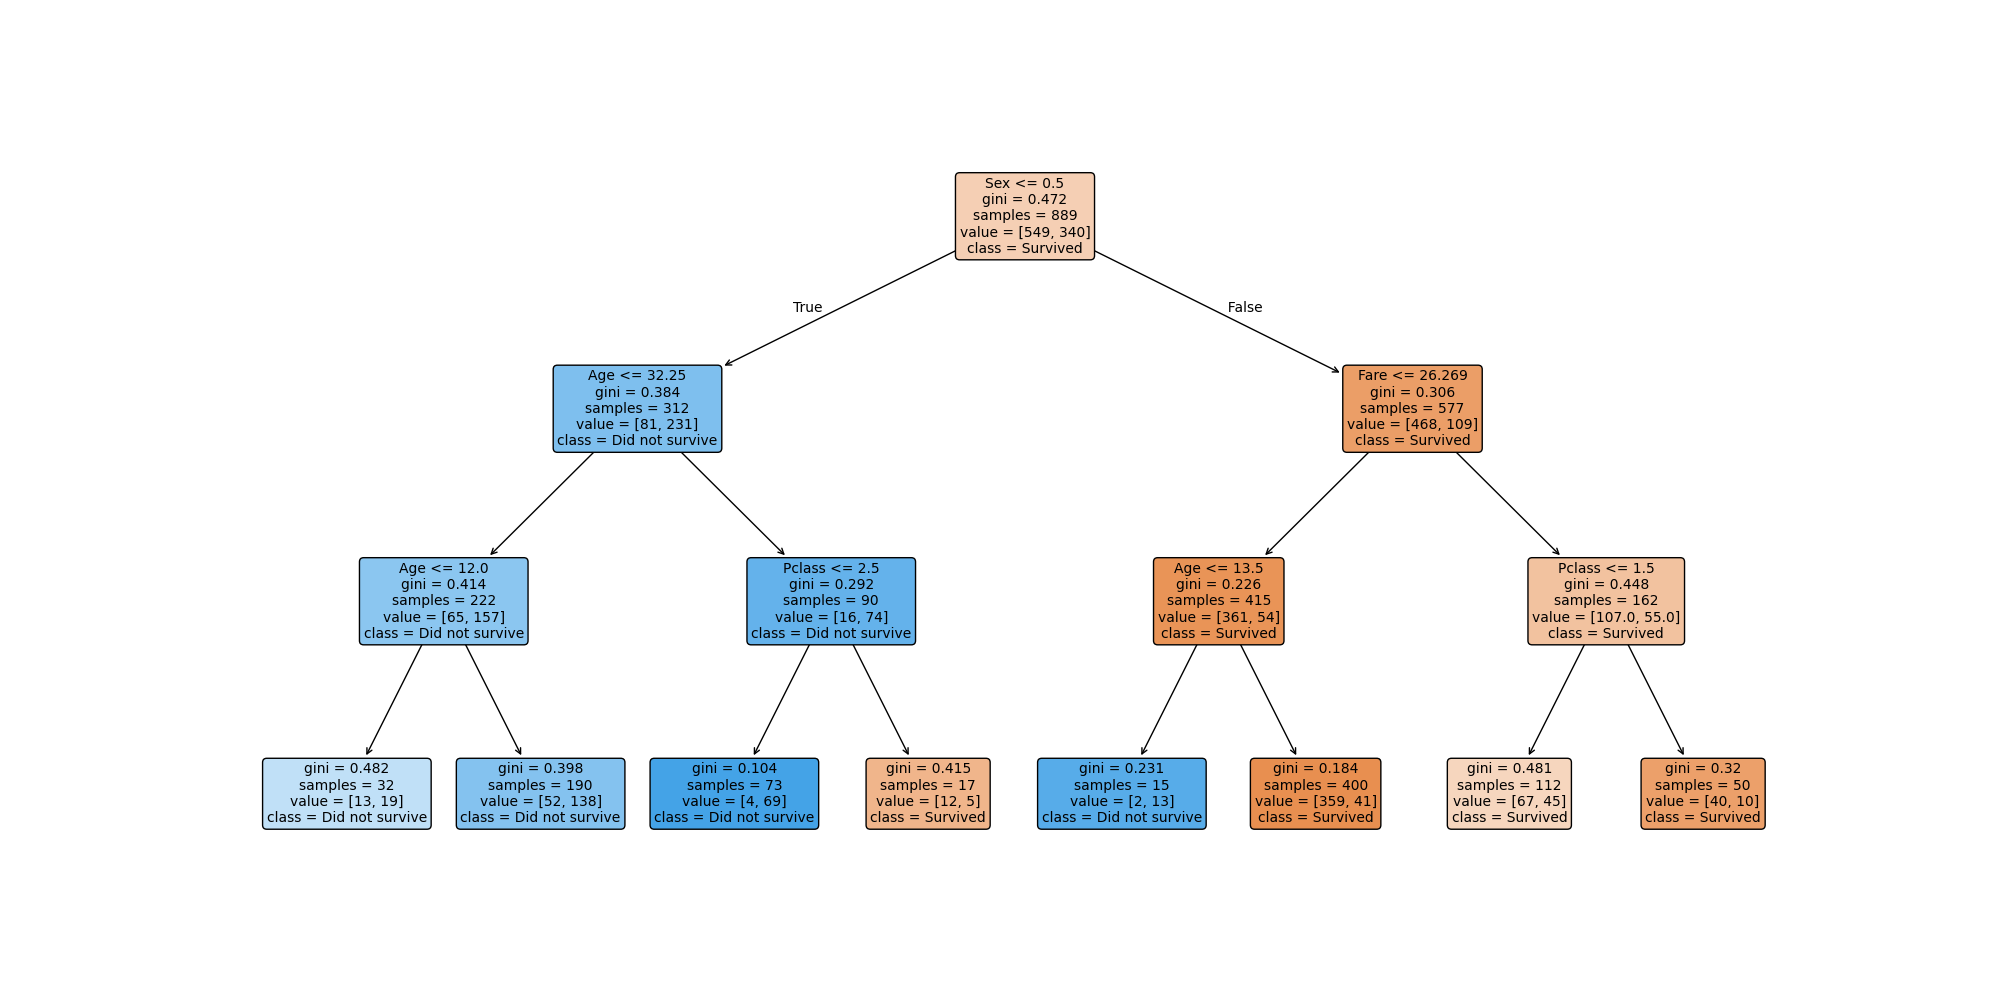 Sex <= 0.5
gini = 0.472
samples = 889
value = [549, 340]
class = Survived
True
False
Age <= 32.25
gini = 0.384
samples = 312
value = [81, 231]
class = Did not survive
Fare <= 26.269
gini = 0.306
samples = 577
value = [468, 109]
class = Survived
Age <= 12.0
gini = 0.414
samples = 222
value = [65, 157]
class = Did not survive
Pclass <= 2.5
gini = 0.292
samples = 90
value = [16, 74]
class = Did not survive
Age <= 13.5
gini = 0.226
samples = 415
value = [361, 54]
class = Survived
Pclass <= 1.5
gini = 0.448
samples = 162
value = [107.0, 55.0]
class = Survived
gini = 0.482
samples = 32
value = [13, 19]
class = Did not survive
gini = 0.398
samples = 190
value = [52, 138]
class = Did not survive
gini = 0.104
samples = 73
value = [4, 69]
class = Did not survive
gini = 0.415
samples = 17
value = [12, 5]
class = Survived
gini = 0.231
samples = 15
value = [2, 13]
class = Did not survive
gini = 0.184
samples = 400
value = [359, 41]
class = Survived
gini = 0.481
samples = 112
value = [67, 45]
class = Survived
gini = 0.32
samples = 50
value = [40, 10]
class = Survived